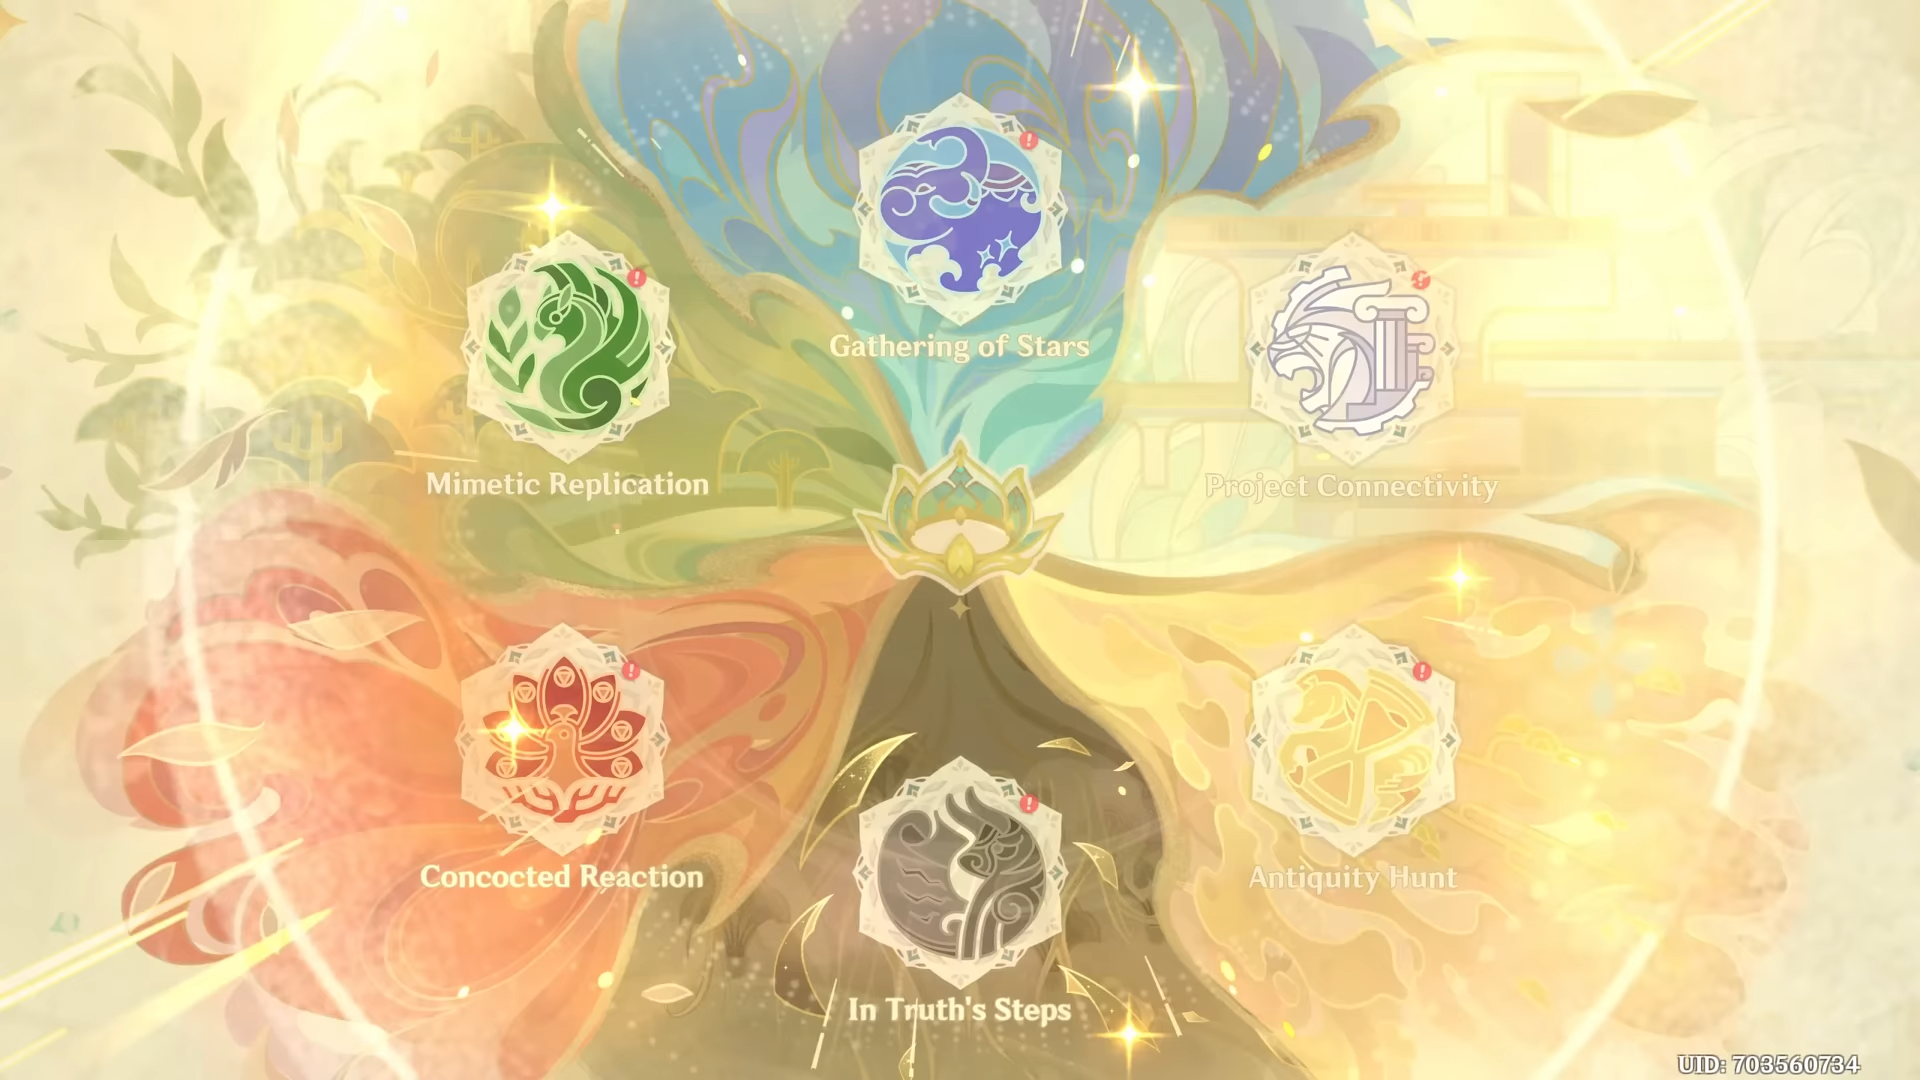 Gathering of Stars
Mimetic Replication
Project Connectivity
Concocted Reaction
Antiquity Hunt
In Truth's Steps
UID: 703560734